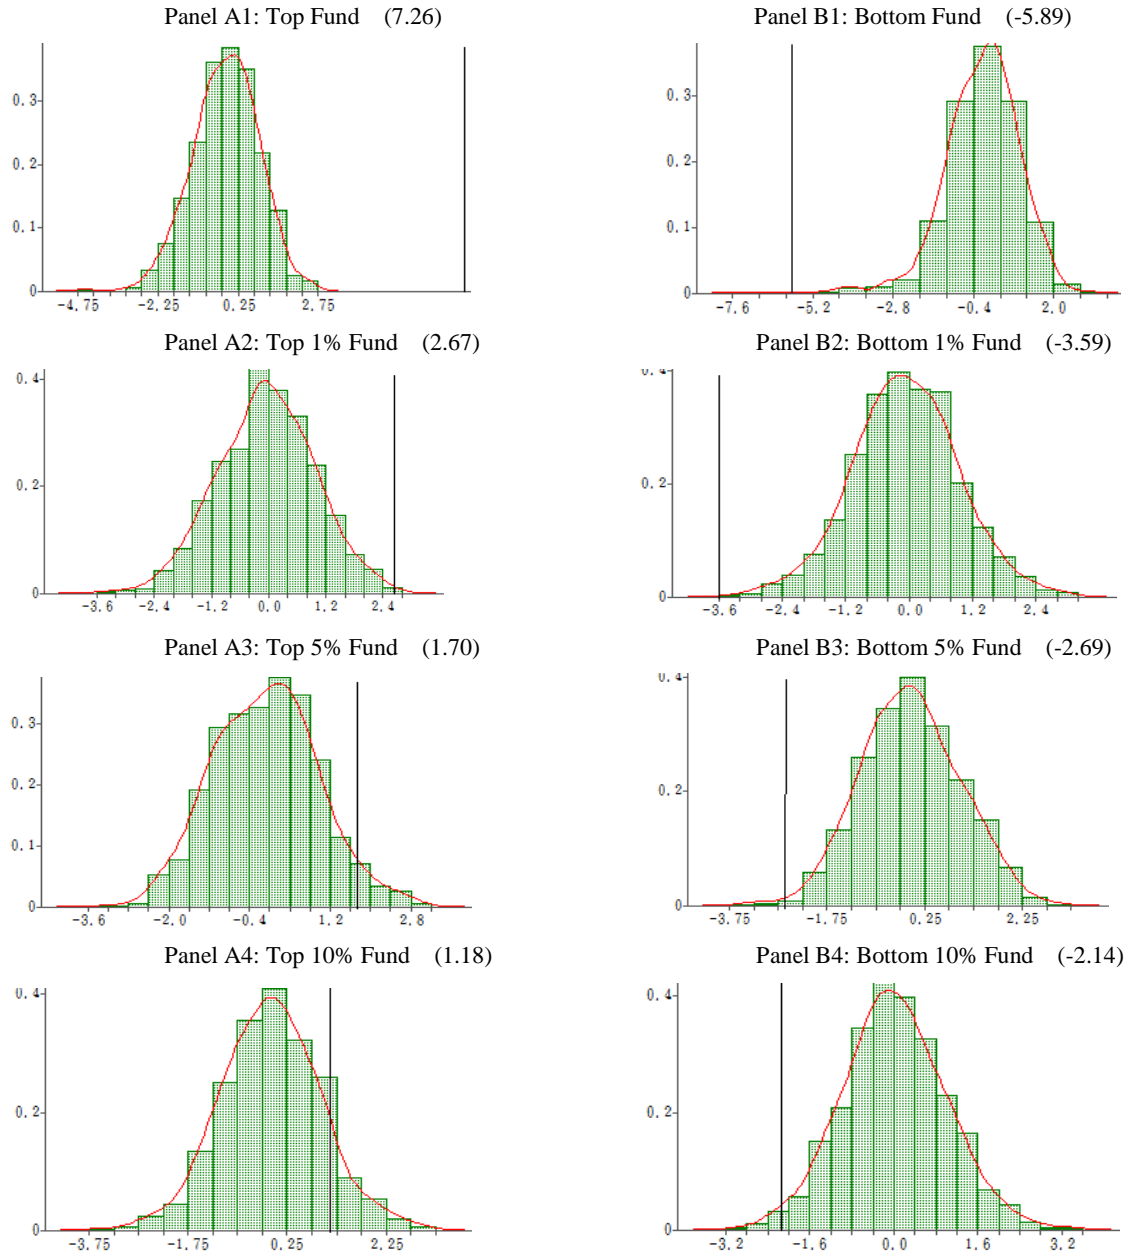 Panel A1: Top Fund (7.26)
0.3
0.2
0.1
0
-4.75 -2.25 0.25 2.75
Panel B1: Bottom Fund (-5.89)
0.3
0.2
0.1
0
-7.6 -5.2 -2.8 -0.4 2.0
Panel A2: Top 1% Fund (2.67)
0.4
0.2
0
-3.6 -2.4 -1.2 0.0 1.2 2.4
Panel B2: Bottom 1% Fund (-3.59)
0.4
0.2
0
-3.6 -2.4 -1.2 0.0 1.2 2.4
Panel A3: Top 5% Fund (1.70)
0.3
0.2
0.1
0
-3.6 -2.0 -0.4 1.2 2.8
Panel B3: Bottom 5% Fund (-2.69)
0.4
0.2
0
-3.75 -1.75 0.25 2.25
Panel A4: Top 10% Fund (1.18)
0.4
0.2
0
-3.75 -1.75 0.25 2.25
Panel B4: Bottom 10% Fund (-2.14)
0.4
0.2
0
-3.2 -1.6 0.0 1.6 3.2